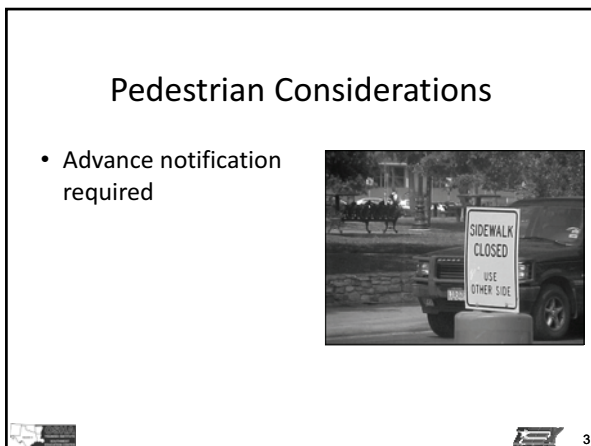 Pedestrian Considerations
• Advance notification
required
SIDEWALK
CLOSED
USE
OTHER SIDE
3